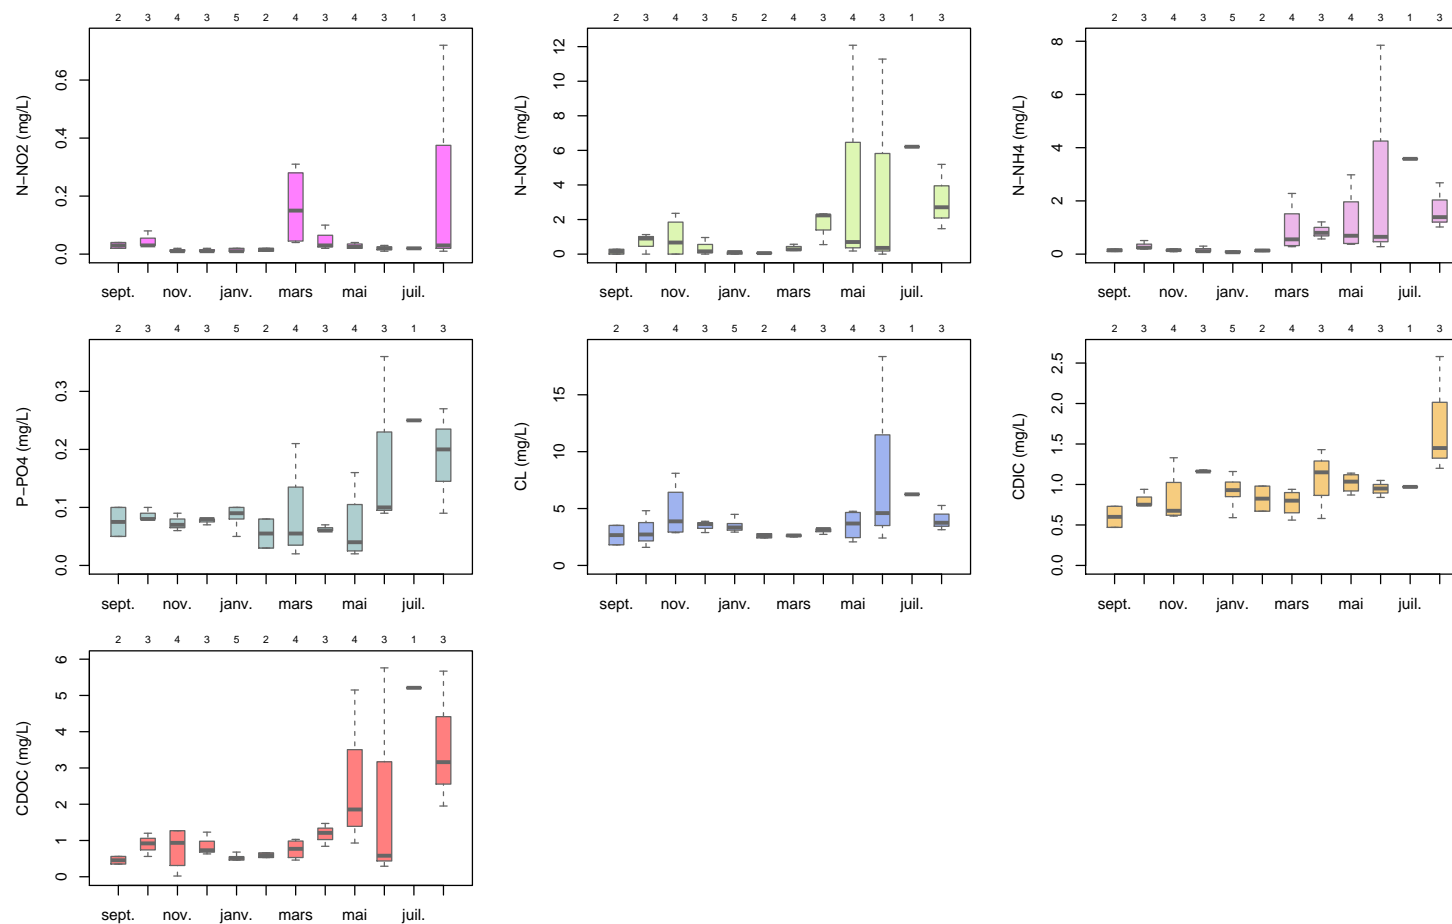 2 3 4 3 5 2 4 3 4 3 1 3
N−NO2 (mg/L)
0.0 0.2 0.4 0.6
sept. nov. janv. mars mai juil.
2 3 4 3 5 2 4 3 4 3 1 3
N−NO3 (mg/L)
0 2 4 6 8 10 12
sept. nov. janv. mars mai juil.
2 3 4 3 5 2 4 3 4 3 1 3
N−NH4 (mg/L)
0 2 4 6 8
sept. nov. janv. mars mai juil.
2 3 4 3 5 2 4 3 4 3 1 3
P−PO4 (mg/L)
0.0 0.1 0.2 0.3
sept. nov. janv. mars mai juil.
2 3 4 3 5 2 4 3 4 3 1 3
CL (mg/L)
0 5 10 15
sept. nov. janv. mars mai juil.
2 3 4 3 5 2 4 3 4 3 1 3
CDIC (mg/L)
0.0 0.5 1.0 1.5 2.0 2.5
sept. nov. janv. mars mai juil.
2 3 4 3 5 2 4 3 4 3 1 3
CDOC (mg/L)
0 1 2 3 4 5 6
sept. nov. janv. mars mai juil.